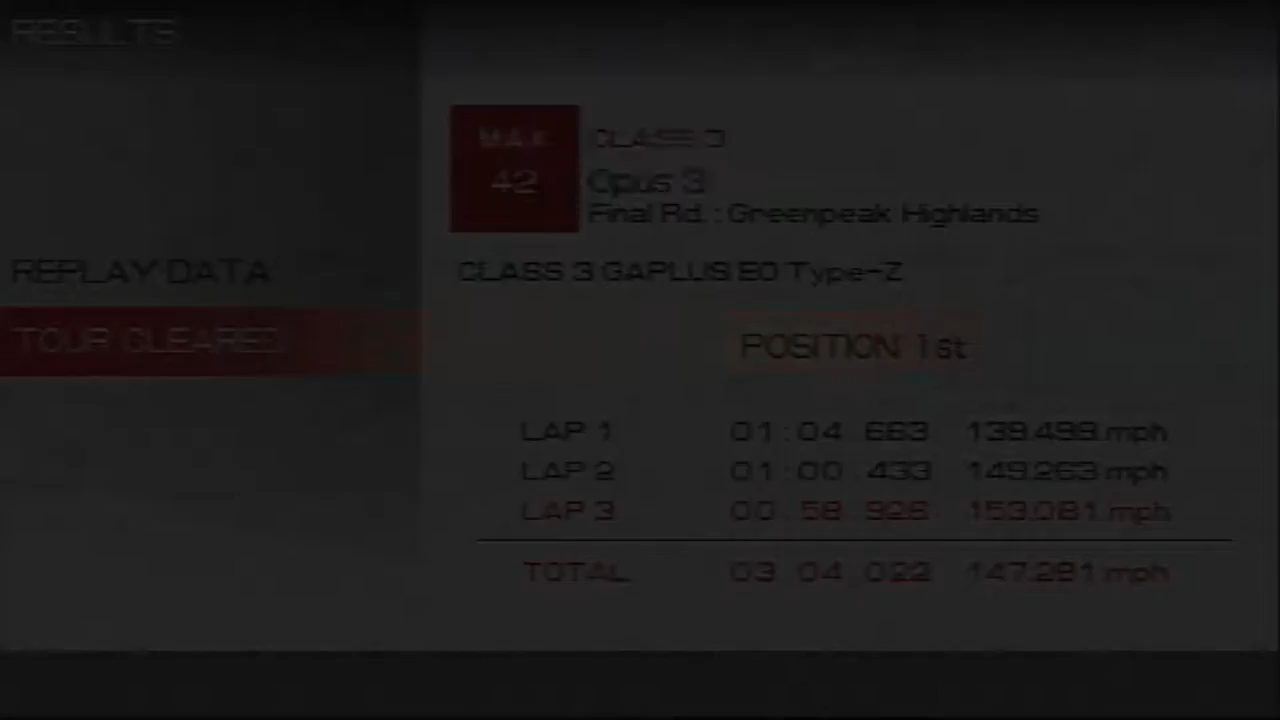 RESULTS
MAX
42
CLASS 3
Opus 3
Final Rd. : Greenpeak Highlands
REPLAY DATA
CLASS 3 GAPLUS B0 Type-Z
TOUR CLEARED
POSITION 1st
LAP 1 01:04.663 139.499 mph
LAP 2 01:00.433 149.263 mph
LAP 3 00:58.926 153.081 mph
TOTAL 03:04.022 147.281 mph